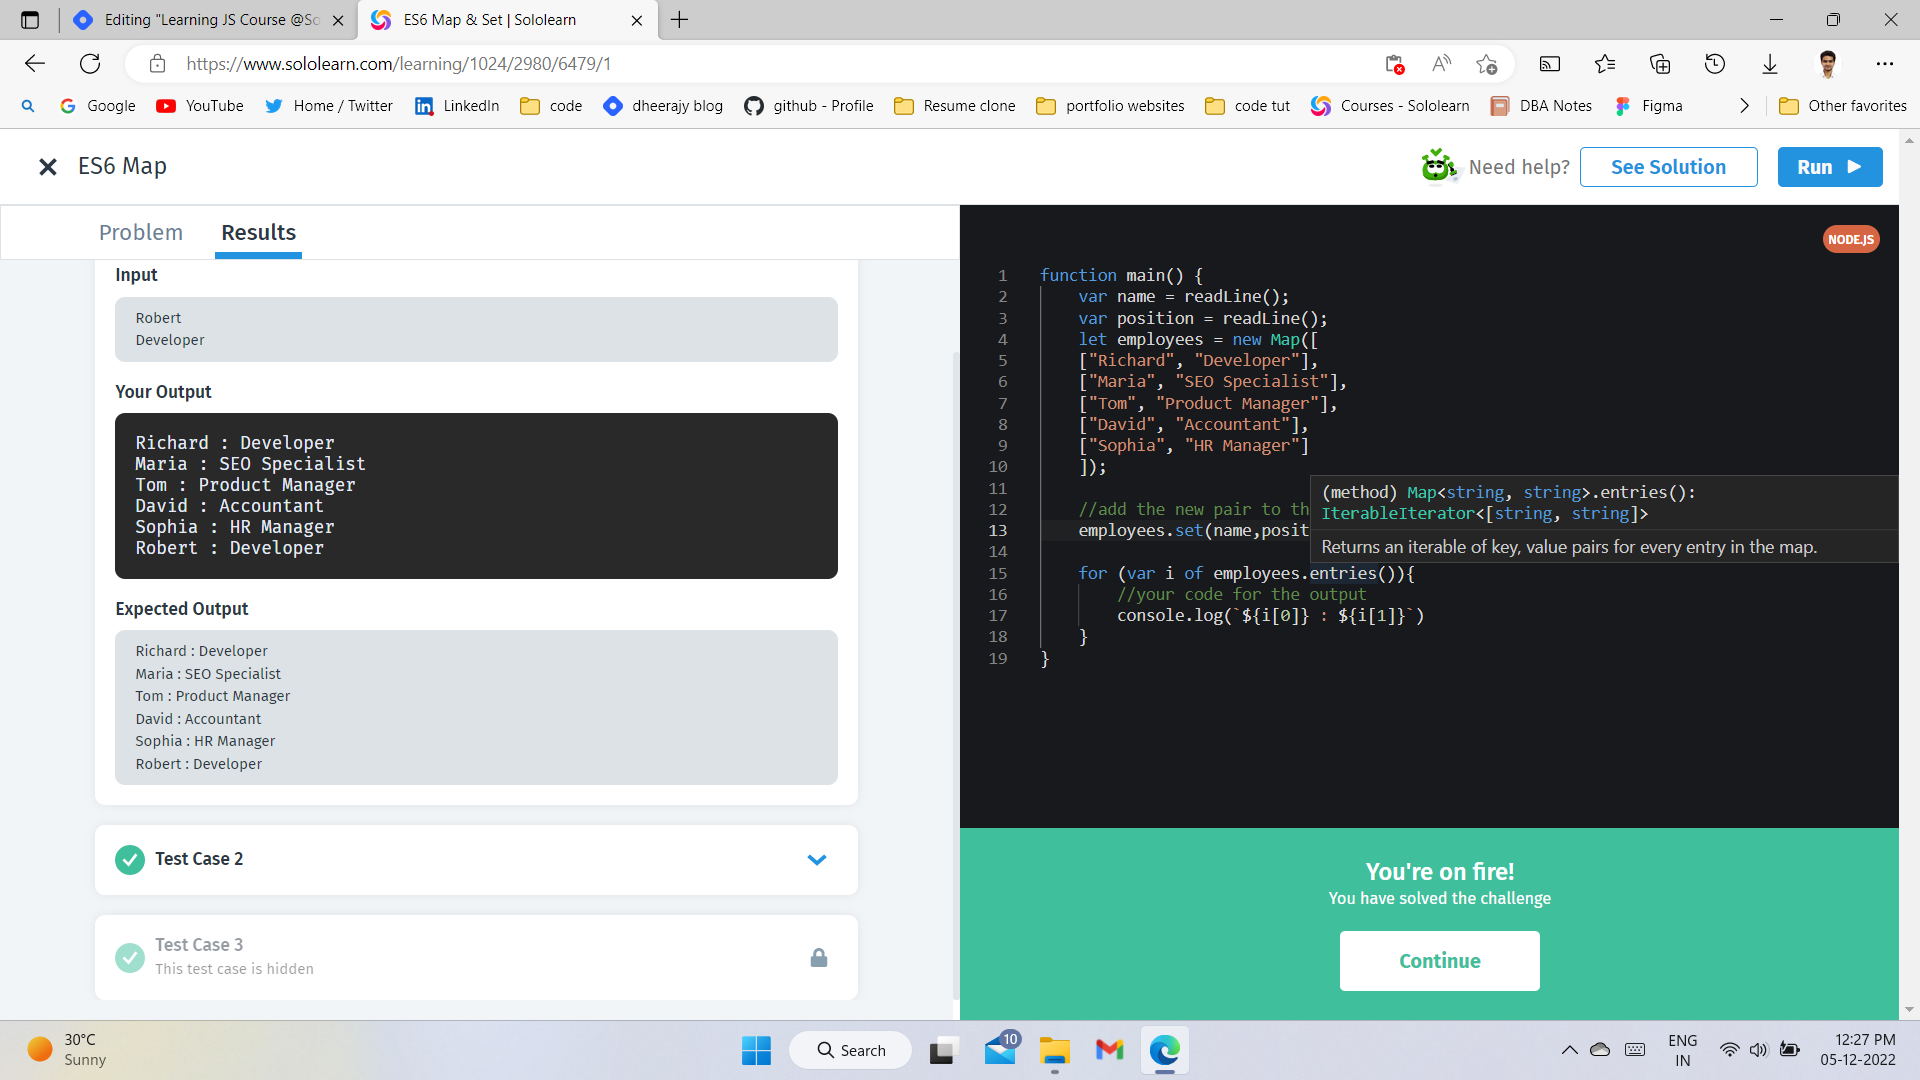 Editing "Learning JS Course @So
ES6 Map & Set | Sololearn
https://www.sololearn.com/learning/1024/2980/6479/1
Google
YouTube
Home / Twitter
LinkedIn
code
dheerajy blog
github - Profile
Resume clone
portfolio websites
code tut
Courses - Sololearn
DBA Notes
Figma
Other favorites
ES6 Map
Need help?
See Solution
Run
Problem
Results
Input
Robert
Developer
Your Output
Richard : Developer
Maria : SEO Specialist
Tom : Product Manager
David : Accountant
Sophia : HR Manager
Robert : Developer
Expected Output
Richard : Developer
Maria : SEO Specialist
Tom : Product Manager
David : Accountant
Sophia : HR Manager
Robert : Developer
Test Case 2
Test Case 3
This test case is hidden
NODE.JS
1 function main() {
2 var name = readLine();
3 var position = readLine();
4 let employees = new Map([
5 ["Richard", "Developer"],
6 ["Maria", "SEO Specialist"],
7 ["Tom", "Product Manager"],
8 ["David", "Accountant"],
9 ["Sophia", "HR Manager"]
10 ]);
11
12 //add the new pair to th
13 employees.set(name,posit
14
15 for (var i of employees.entries()){
16 //your code for the output
17 console.log(`${i[0]} : ${i[1]}`)
18 }
19 }
(method) Map<string, string>.entries():
IterableIterator<[string, string]>
Returns an iterable of key, value pairs for every entry in the map.
You're on fire!
You have solved the challenge
Continue
30°C
Sunny
Search
10
ENG
IN
12:27 PM
05-12-2022